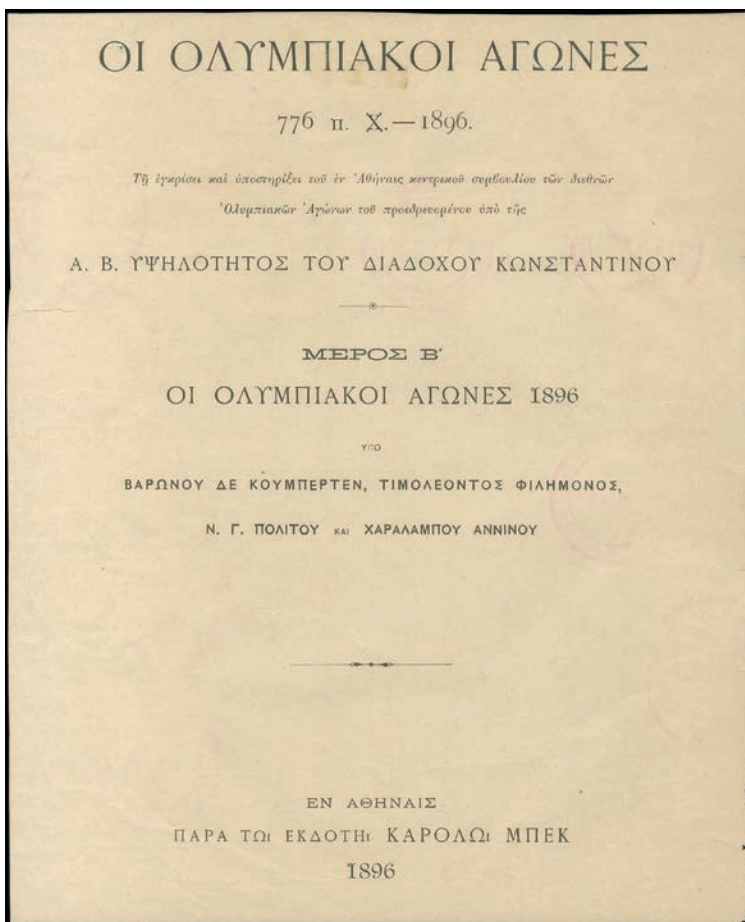 ΟΙ ΟΛΥΜΠΙΑΚΟΙ ΑΓΩΝΕΣ
776 π. Χ.—1896.
Τῇ ἐγκρίσει καὶ ὑποστηρίξει τοῦ ἐν Ἀθήναις κεντρικοῦ συμβουλίου τῶν διεθνῶν
Ὀλυμπιακῶν Ἀγώνων τοῦ προεδρευομένου ὑπὸ τῆς
Α. Β. ΥΨΗΛΟΤΗΤΟΣ ΤΟΥ ΔΙΑΔΟΧΟΥ ΚΩΝΣΤΑΝΤΙΝΟΥ
ΜΕΡΟΣ Β'
ΟΙ ΟΛΥΜΠΙΑΚΟΙ ΑΓΩΝΕΣ 1896
ΥΠΟ
ΒΑΡΩΝΟΥ ΔΕ ΚΟΥΜΠΕΡΤΕΝ, ΤΙΜΟΛΕΟΝΤΟΣ ΦΙΛΗΜΟΝΟΣ,
Ν. Γ. ΠΟΛΙΤΟΥ ΚΑΙ ΧΑΡΑΛΑΜΠΟΥ ΑΝΝΙΝΟΥ
ΕΝ ΑΘΗΝΑΙΣ
ΠΑΡΑ ΤΩι ΕΚΔΟΤΗι ΚΑΡΟΛΩι ΜΠΕΚ
1896